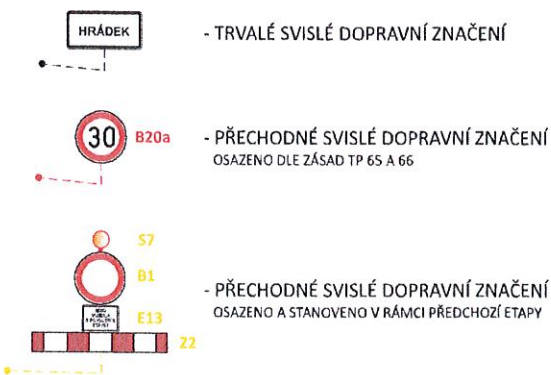 HRÁDEK
- TRVALÉ SVISLÉ DOPRAVNÍ ZNAČENÍ
30 B20a
- PŘECHODNÉ SVISLÉ DOPRAVNÍ ZNAČENÍ
OSAZENO DLE ZÁSAD TP 65 A 66
S7
B1
E13
Z2
- PŘECHODNÉ SVISLÉ DOPRAVNÍ ZNAČENÍ
OSAZENO A STANOVENO V RÁMCI PŘEDCHOZÍ ETAPY